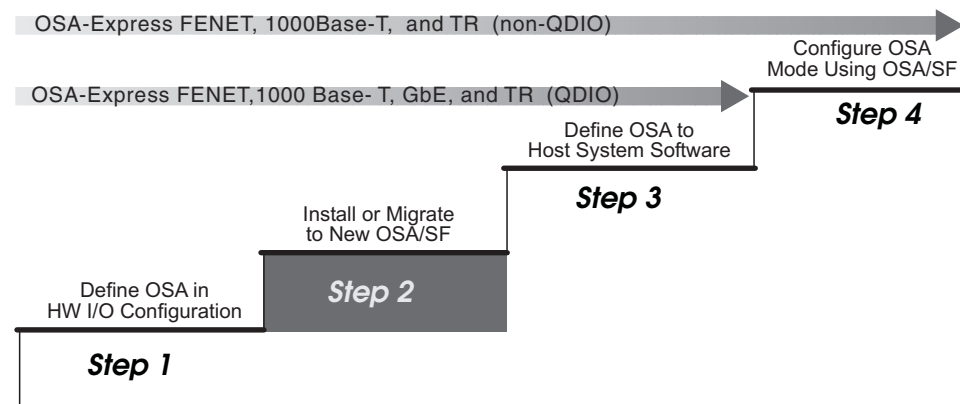 OSA-Express FENET, 1000Base-T, and TR (non-QDIO)
Configure OSA
Mode Using OSA/SF
Step 4
OSA-Express FENET,1000 Base- T, GbE, and TR (QDIO)
Define OSA to
Host System Software
Step 3
Install or Migrate
to New OSA/SF
Step 2
Define OSA in
HW I/O Configuration
Step 1